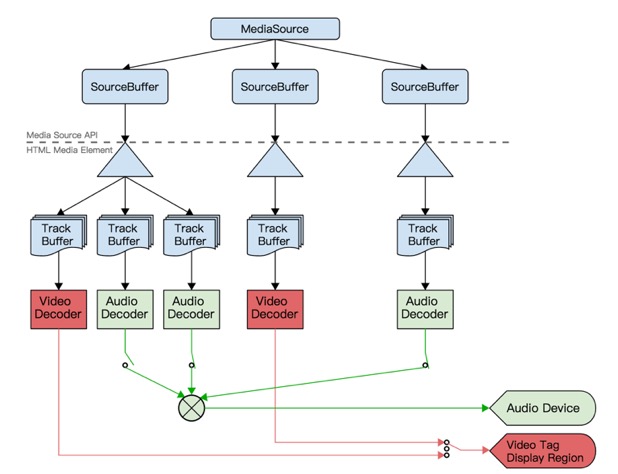 MediaSource
SourceBuffer
SourceBuffer
SourceBuffer
Media Source API
HTML Media Element
Track
Buffer
Track
Buffer
Track
Buffer
Track
Buffer
Track
Buffer
Video
Decoder
Audio
Decoder
Audio
Decoder
Video
Decoder
Audio
Decoder
Audio Device
Video Tag
Display Region